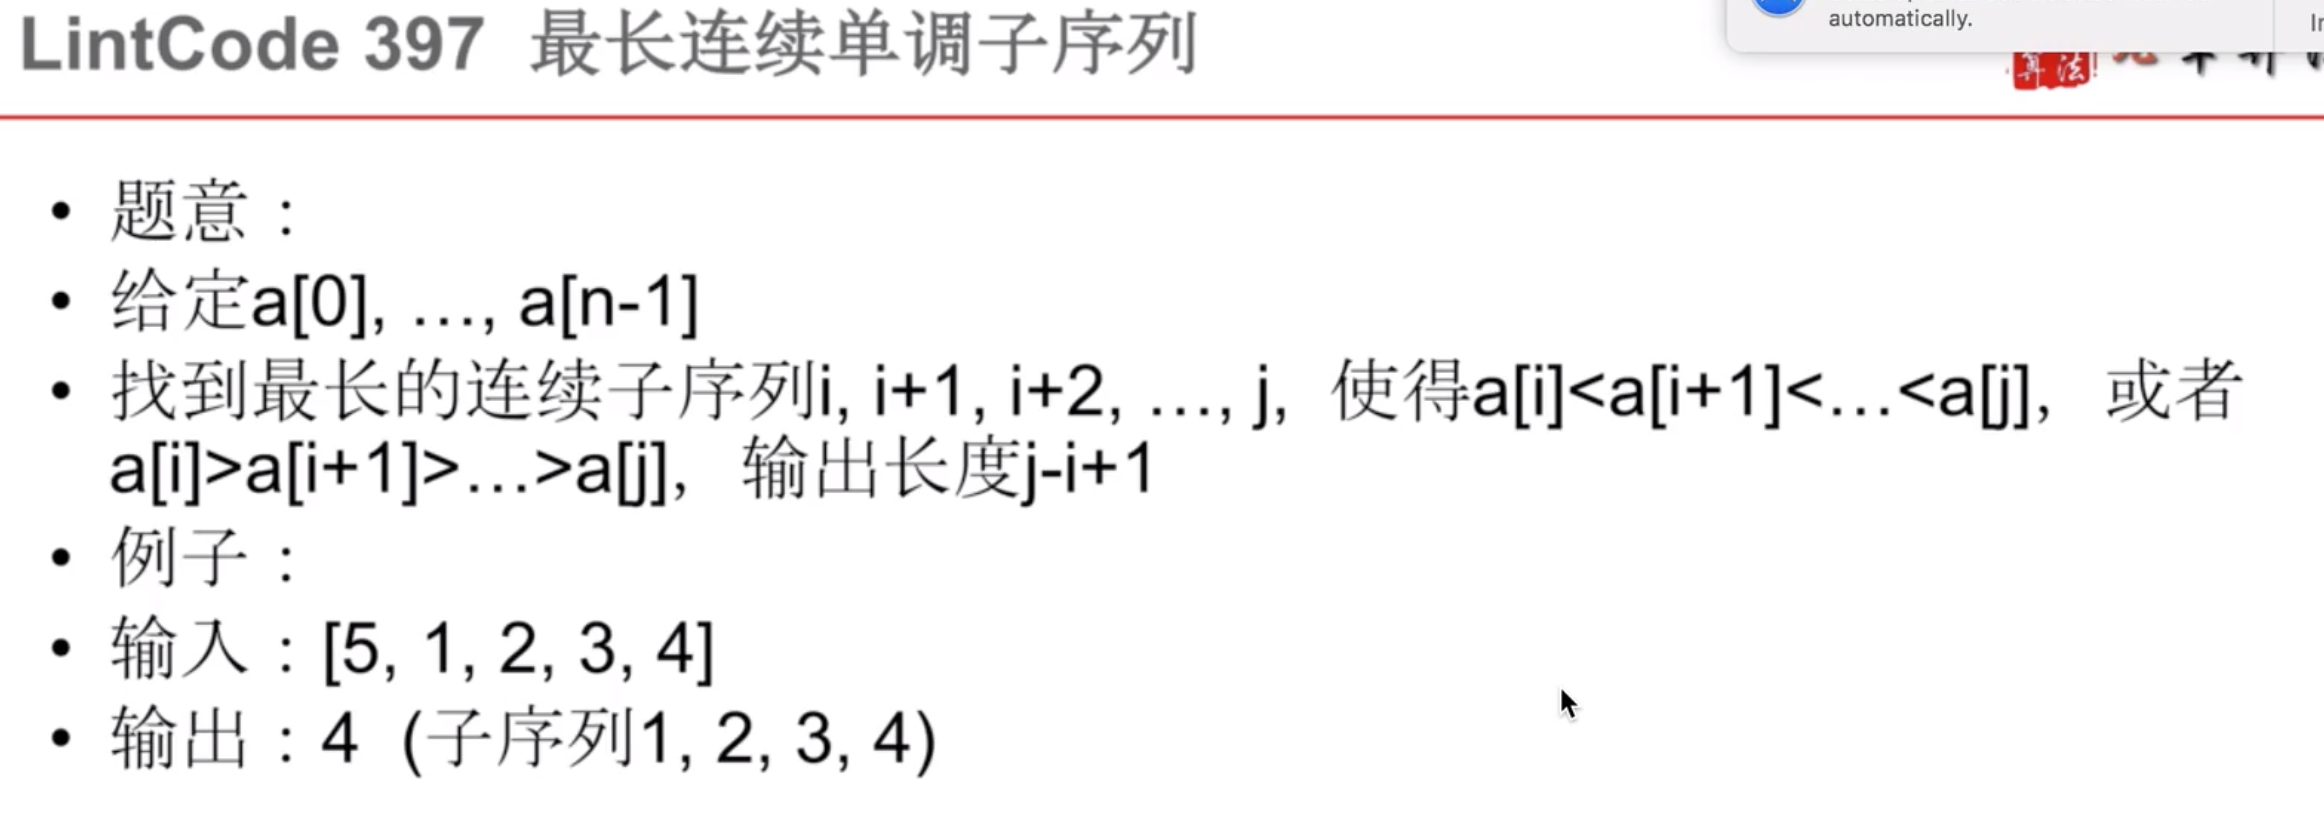 automatically.
LintCode 397 最长连续单调子序列
算法
• 题意：
• 给定a[0], …, a[n-1]
• 找到最长的连续子序列i, i+1, i+2, …, j, 使得a[i]<a[i+1]<…<a[j], 或者
a[i]>a[i+1]>…>a[j], 输出长度j-i+1
• 例子：
• 输入：[5, 1, 2, 3, 4]
• 输出：4 (子序列1, 2, 3, 4)